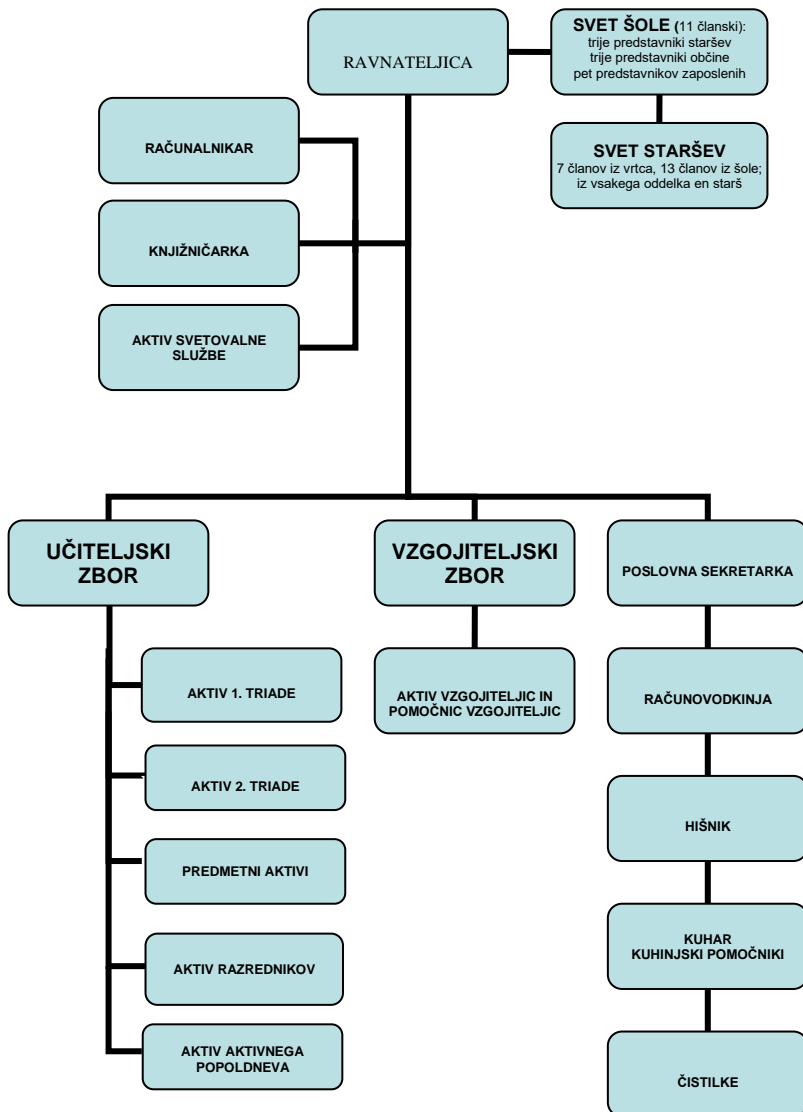 RAVNATELJICA
SVET ŠOLE (11 članski):
trije predstavniki staršev
trije predstavniki občine
pet predstavnikov zaposlenih
SVET STARŠEV
7 članov iz vrtca, 13 članov iz šole;
iz vsakega oddelka en starš
RAČUNALNIKAR
KNJIŽNIČARKA
AKTIV SVETOVALNE
SLUŽBE
UČITELJSKI
ZBOR
VZGOJITELJSKI
ZBOR
POSLOVNA SEKRETARKA
AKTIV 1. TRIADE
AKTIV 2. TRIADE
PREDMETNI AKTIVI
AKTIV RAZREDNIKOV
AKTIV AKTIVNEGA
POPOLDNEVA
AKTIV VZGOJITELJIC IN
POMOČNIC VZGOJITELJIC
RAČUNOVODKINJA
HIŠNIK
KUHAR
KUHINJSKI POMOČNIKI
ČISTILKE